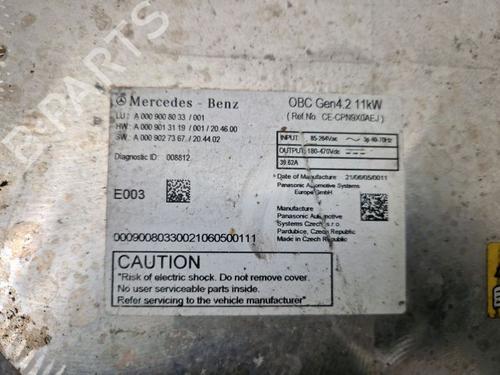 Mercedes - Benz
OBC Gen4.2 11kW
( Ref No. CE-CPN9X0AEJ )
LU : A 000 900 80 33 / 001
HW : A 000 901 31 19 / 001 / 20.46.00
SW : A 000 902 73 67 / 20.44.02
Diagnostic ID : 008812
INPUT : 85-264Vac
OUTPUT : 180-470Vdc
39.62A
Date of Manufacture : 21/06/05/0011
Panasonic Automotive Systems
Europe GmbH
E003
Manufacture
Panasonic Automotive
Systems Czech, s.r.o.
Pardubice, Czech Republic
Made in Czech Republic
00090080330021060500111
CAUTION
"Risk of electric shock. Do not remove cover.
No user serviceable parts inside.
Refer servicing to the vehicle manufacturer"